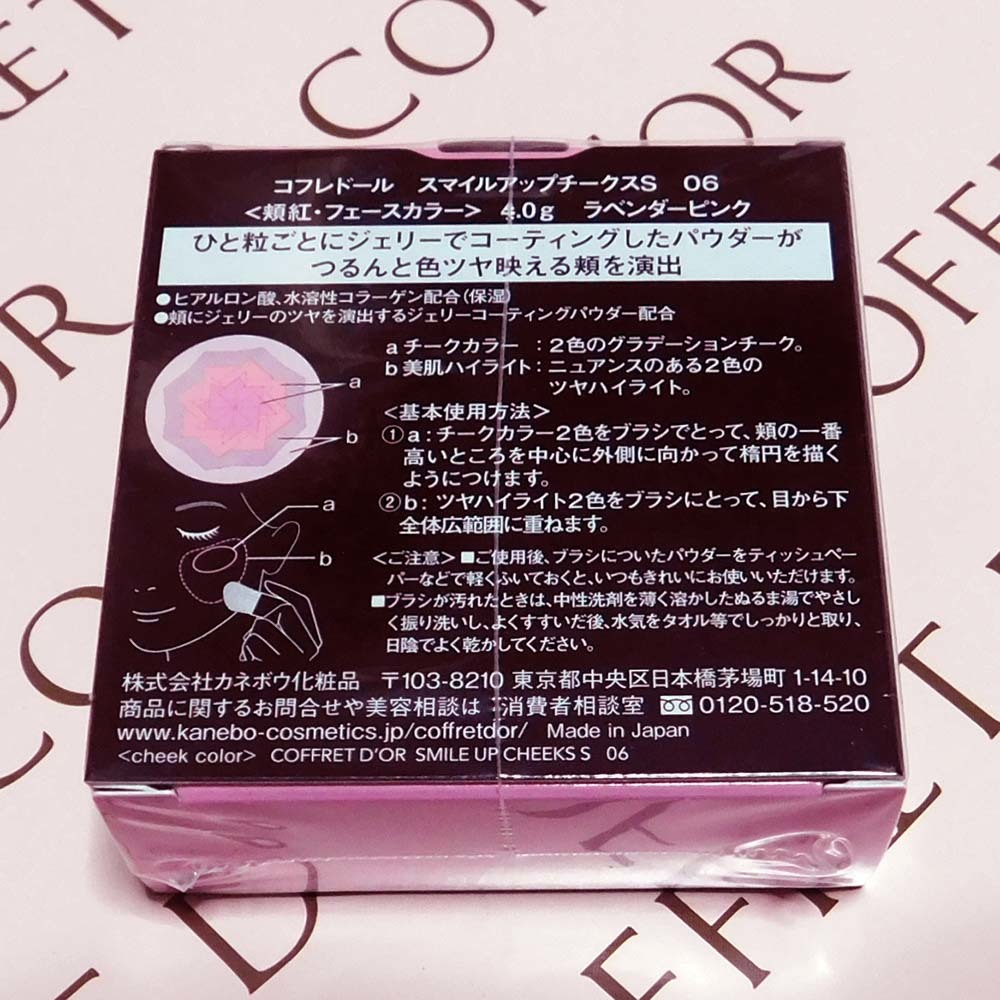 COFFRET D'OR
コフレドール スマイルアップチークスS 06
<頬紅・フェースカラー> 4.0g ラベンダーピンク
ひと粒ごとにジェリーでコーティングしたパウダーが
つるんと色ツヤ映える頬を演出
●ヒアルロン酸、水溶性コラーゲン配合(保湿)
●頬にジェリーのツヤを演出するジェリーコーティングパウダー配合
a チークカラー :2色のグラデーションチーク。
b 美肌ハイライト:ニュアンスのある2色の
ツヤハイライト。
a
b
<基本使用方法>
①a:チークカラー2色をブラシでとって、頬の一番
高いところを中心に外側に向かって楕円を描く
ようにつけます。
②b:ツヤハイライト2色をブラシにとって、目から下
全体広範囲に重ねます。
a
b
<ご注意>■ご使用後、ブラシについたパウダーをティッシュペー
パーなどで軽くふいておくと、いつもきれいにお使いいただけます。
■ブラシが汚れたときは、中性洗剤を薄く溶かしたぬるま湯でやさし
く振り洗いし、よくすすいだ後、水気をタオル等でしっかりと取り、
日陰でよく乾かしてください。
株式会社カネボウ化粧品 〒103-8210 東京都中央区日本橋茅場町 1-14-10
商品に関するお問合せや美容相談は:消費者相談室 0120-518-520
www.kanebo-cosmetics.jp/coffretdor/ Made in Japan
<cheek color> COFFRET D'OR SMILE UP CHEEKS S 06